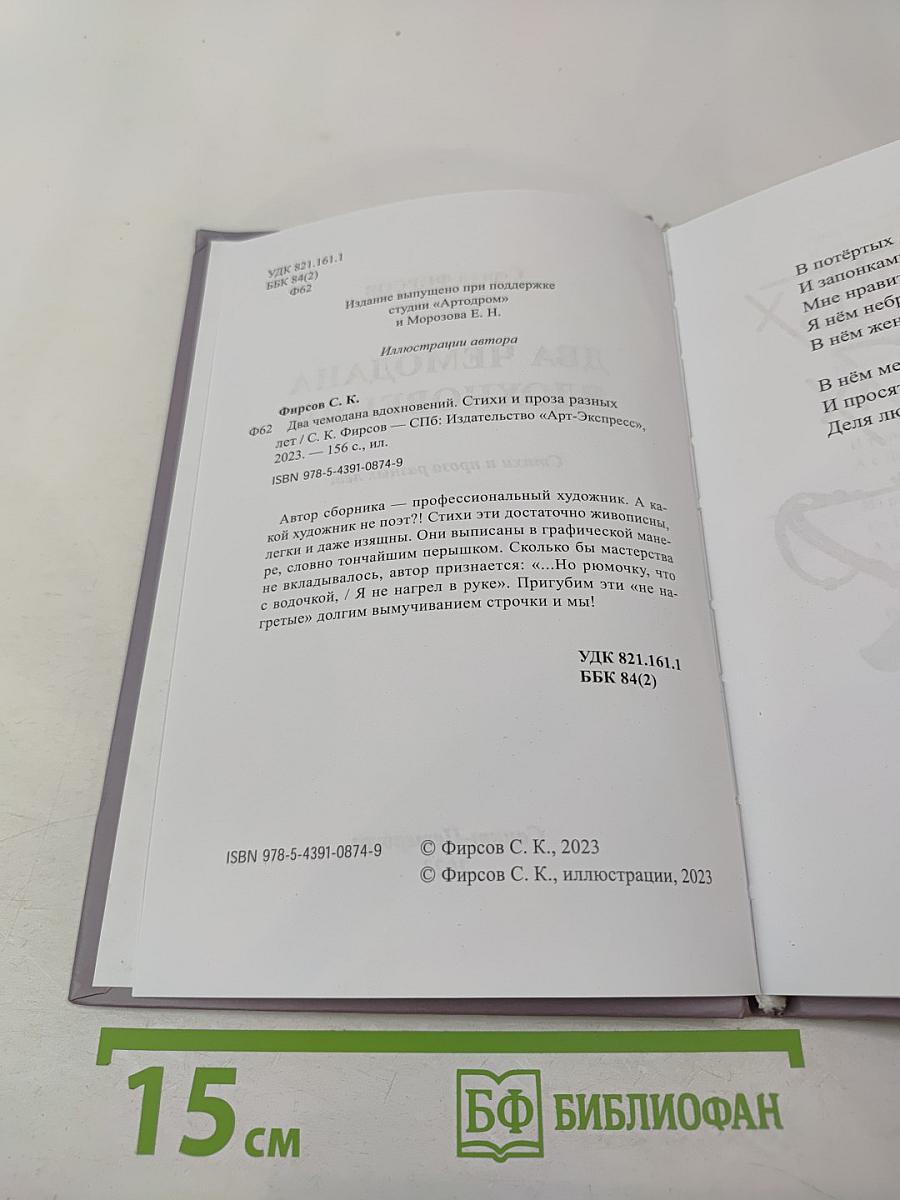 УДК 821.161.1
ББК 84(2)
Ф62
Издание выпущено при поддержке
студии «Артодром»
и Морозова Е. Н.
Иллюстрации автора
Фирсов С. К.
Ф62 Два чемодана вдохновений. Стихи и проза разных
лет / С. К. Фирсов — СПб: Издательство «Арт-Экспресс»,
2023. — 156 с., ил.
ISBN 978-5-4391-0874-9
Автор сборника — профессиональный художник. А ка-
кой художник не поэт?! Стихи эти достаточно живописны,
легки и даже изящны. Они выписаны в графической мане-
ре, словно тончайшим перышком. Сколько бы мастерства
не вкладывалось, автор признается: «...Но рюмочку, что
с водочкой, / Я не нагрел в руке». Пригубим эти «не на-
гретые» долгим вымучиванием строчки и мы!
УДК 821.161.1
ББК 84(2)
ISBN 978-5-4391-0874-9
© Фирсов С. К., 2023
© Фирсов С. К., иллюстрации, 2023
В потёртых
И запонкам
Мне нрави
Я нём небр
В нём жен
В нём ме
И прося
Деля лю
15 см
БФ БИБЛИОФАН